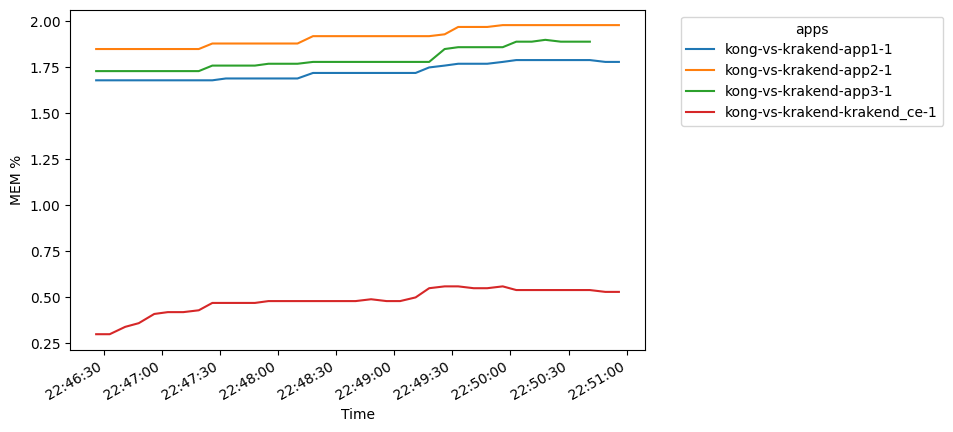 2.00
1.75
1.50
1.25
1.00
0.75
0.50
0.25
MEM %
22:46:30
22:47:00
22:47:30
22:48:00
22:48:30
22:49:00
22:49:30
22:50:00
22:50:30
22:51:00
Time
apps
kong-vs-krakend-app1-1
kong-vs-krakend-app2-1
kong-vs-krakend-app3-1
kong-vs-krakend-krakend_ce-1